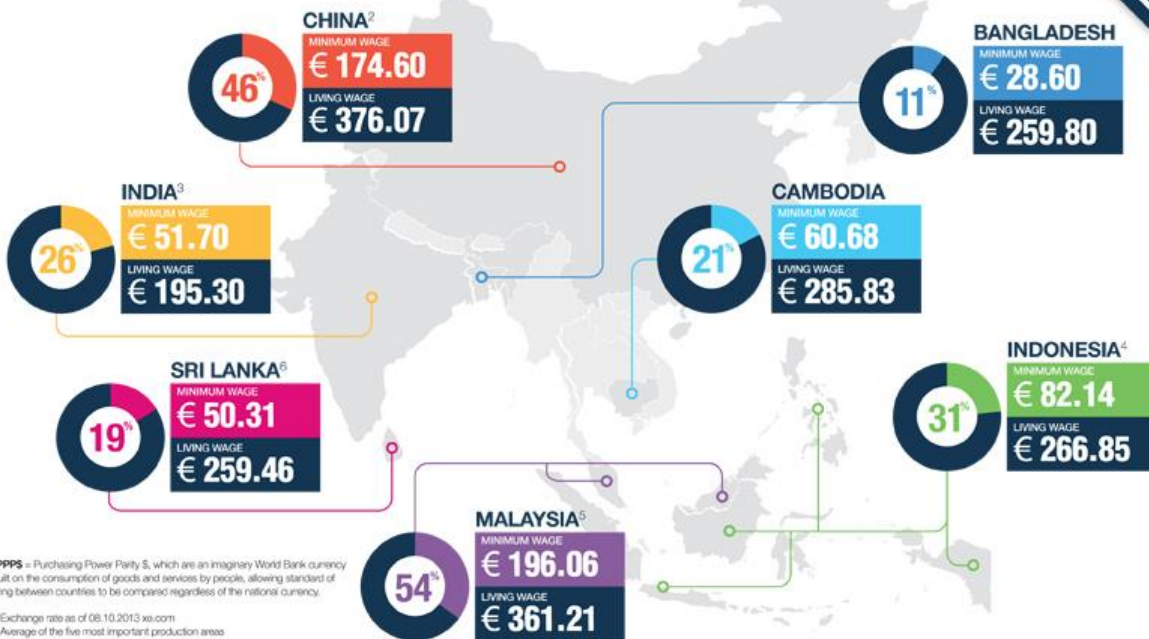 CHINA²
MINIMUM WAGE
€ 174.60
LIVING WAGE
€ 376.07
46%
BANGLADESH
MINIMUM WAGE
€ 28.60
LIVING WAGE
€ 259.80
11%
INDIA³
MINIMUM WAGE
€ 51.70
LIVING WAGE
€ 195.30
26%
CAMBODIA
MINIMUM WAGE
€ 60.68
LIVING WAGE
€ 285.83
21%
SRI LANKA⁶
MINIMUM WAGE
€ 50.31
LIVING WAGE
€ 259.46
19%
INDONESIA⁴
MINIMUM WAGE
€ 82.14
LIVING WAGE
€ 266.85
31%
MALAYSIA⁵
MINIMUM WAGE
€ 196.06
LIVING WAGE
€ 361.21
54%
PPP$ = Purchasing Power Parity $, which are an imaginary World Bank currency
on the consumption of goods and services by people, allowing standard of
between countries to be compared regardless of the national currency.
Exchange rate as of 08.10.2013 xe.com
Average of the five most important production areas